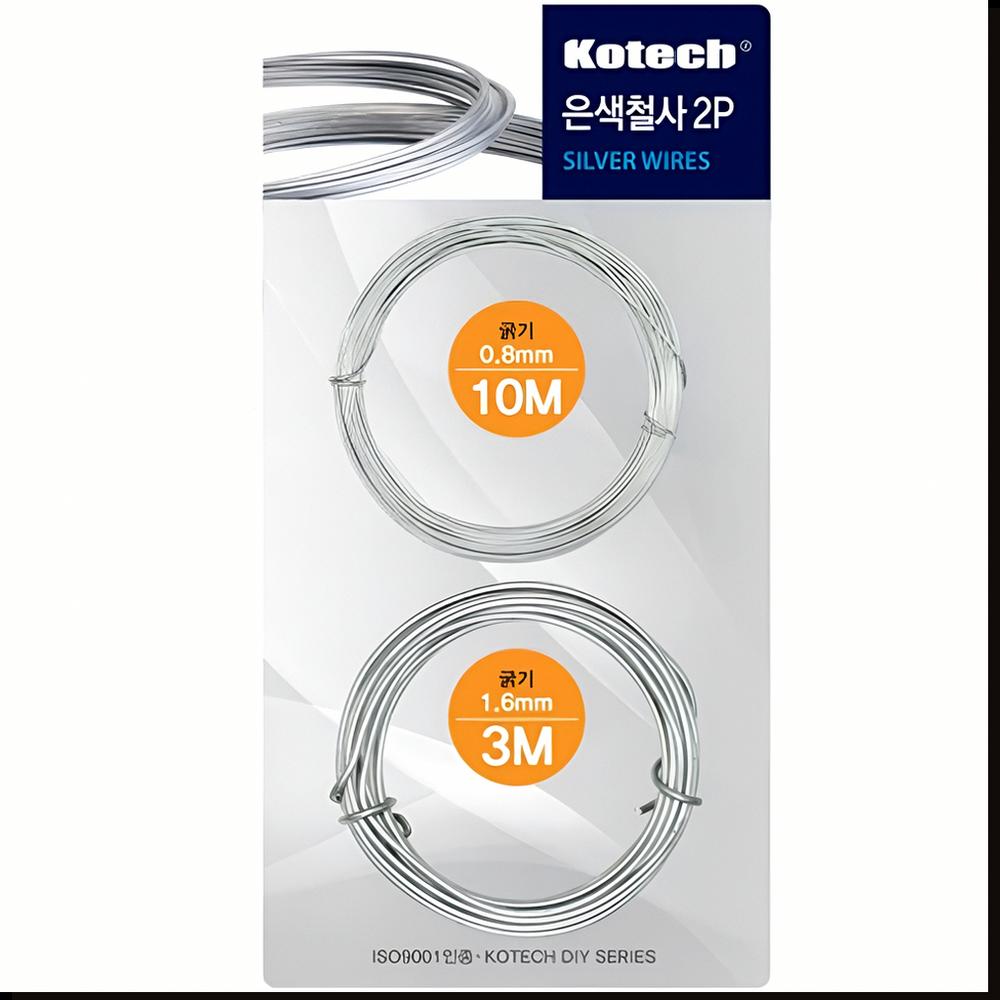 Kotech
은색철사 2P
SILVER WIRES
굵기
0.8mm
10M
굵기
1.6mm
3M
ISO9001인증·KOTECH DIY SERIES